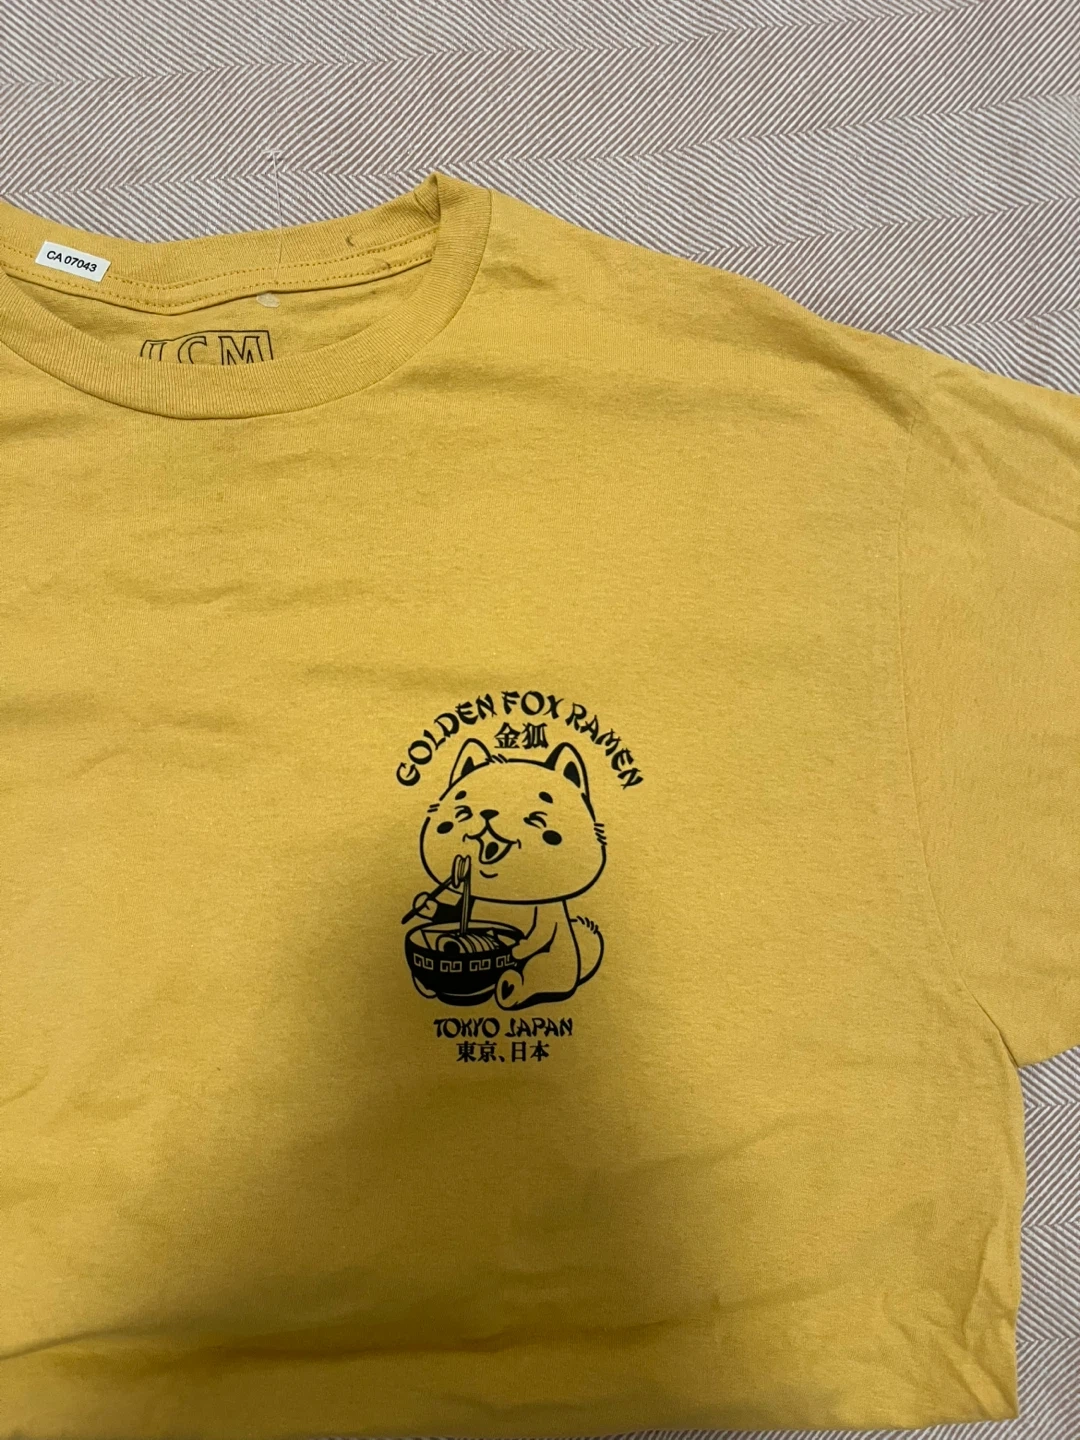 CA 07043
GOLDEN FOX RAMEN
金狐
TOKYO JAPAN
東京、日本